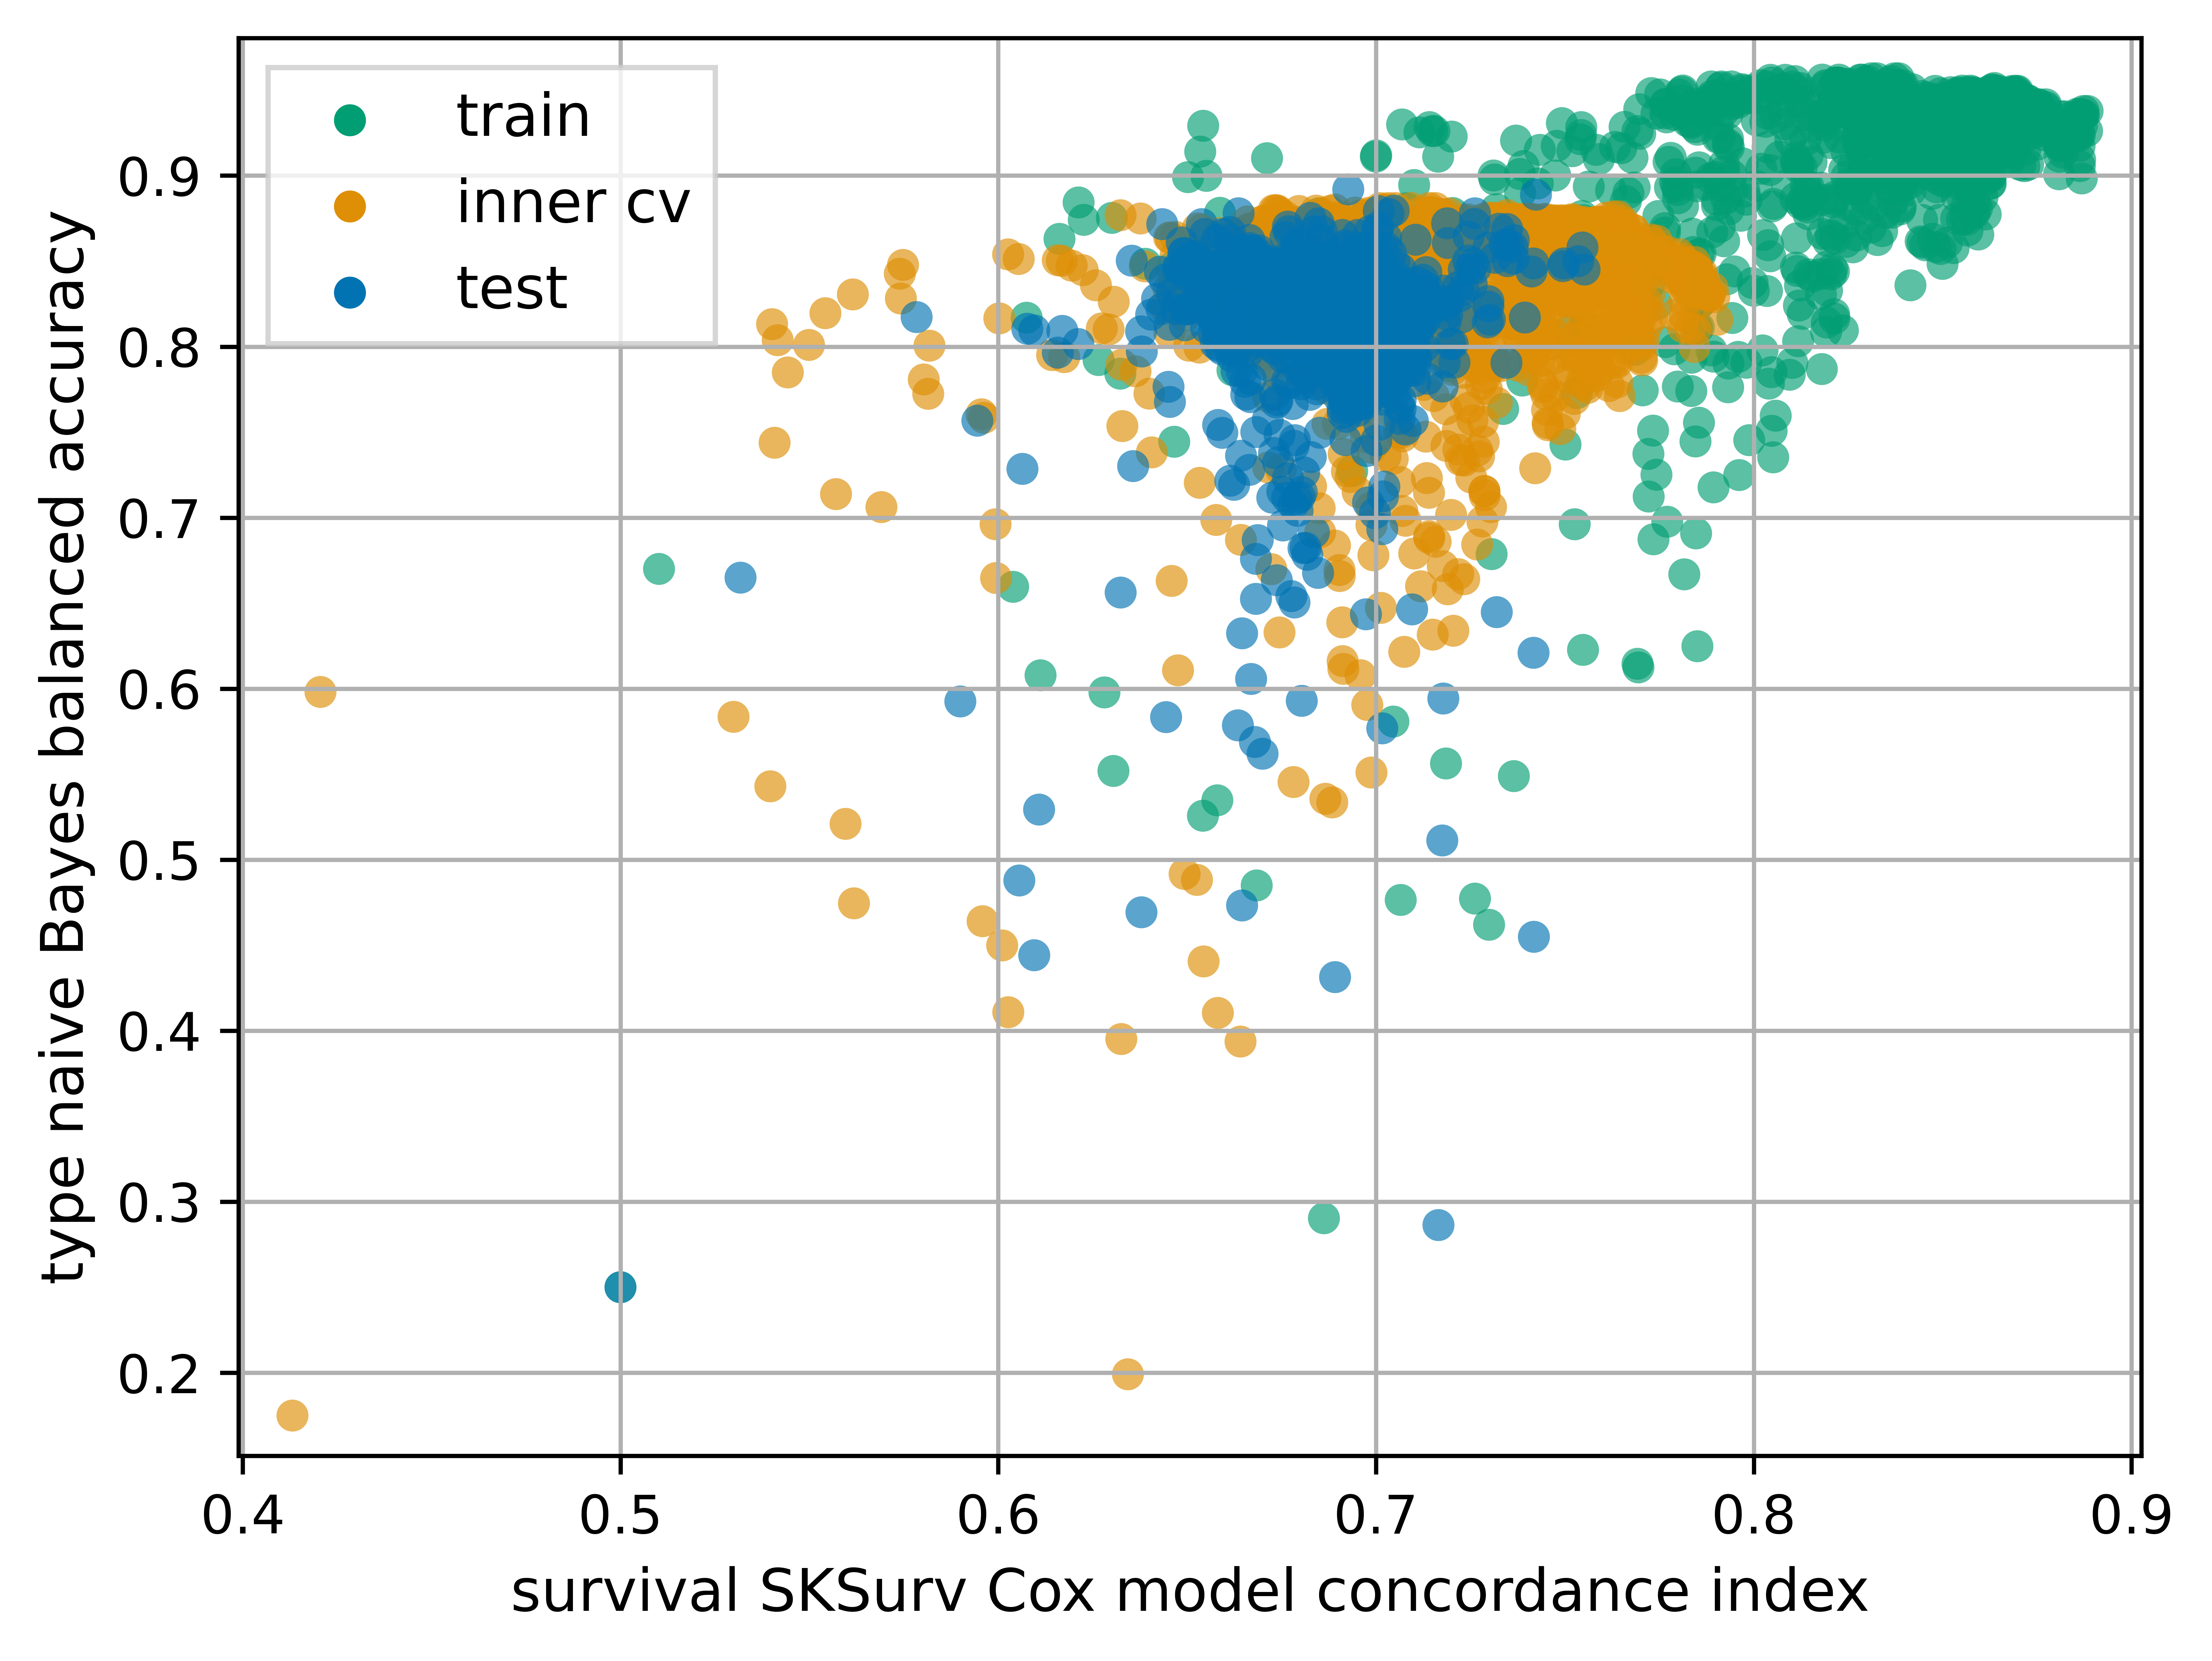 train
inner cv
test
0.9
0.8
0.7
0.6
0.5
0.4
0.3
0.2
type naive Bayes balanced accuracy
0.4 0.5 0.6 0.7 0.8 0.9
survival SKSurv Cox model concordance index